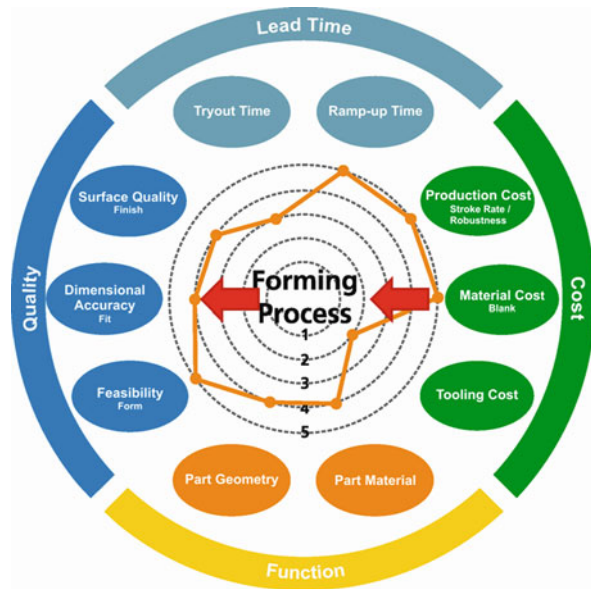 Lead Time
Tryout Time
Ramp-up Time
Surface Quality
Finish
Production Cost
Stroke Rate /
Robustness
Quality
Dimensional
Accuracy
Fit
Forming
Process
Material Cost
Blank
Cost
1
2
3
4
5
Feasibility
Form
Tooling Cost
Part Geometry
Part Material
Function